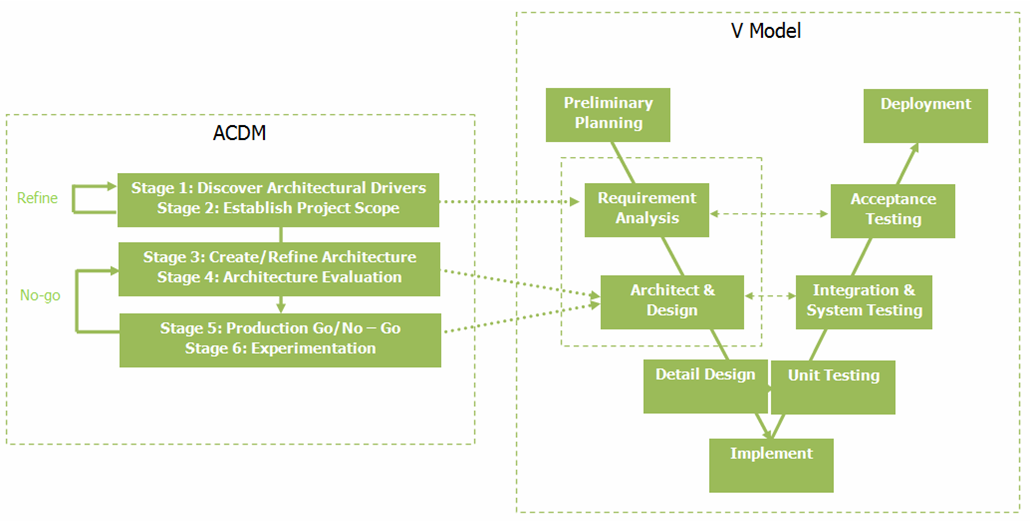 V Model
Preliminary
Planning
Deployment
ACDM
Refine
Stage 1: Discover Architectural Drivers
Stage 2: Establish Project Scope
Requirement
Analysis
Acceptance
Testing
No-go
Stage 3: Create/Refine Architecture
Stage 4: Architecture Evaluation
Architect &
Design
Integration &
System Testing
Stage 5: Production Go/No – Go
Stage 6: Experimentation
Detail Design
Unit Testing
Implement